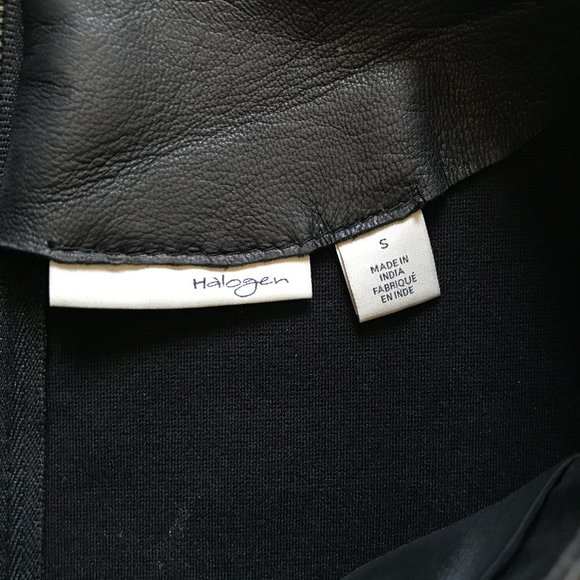 Halogen
S
MADE IN
INDIA
FABRIQUÉ
EN INDE